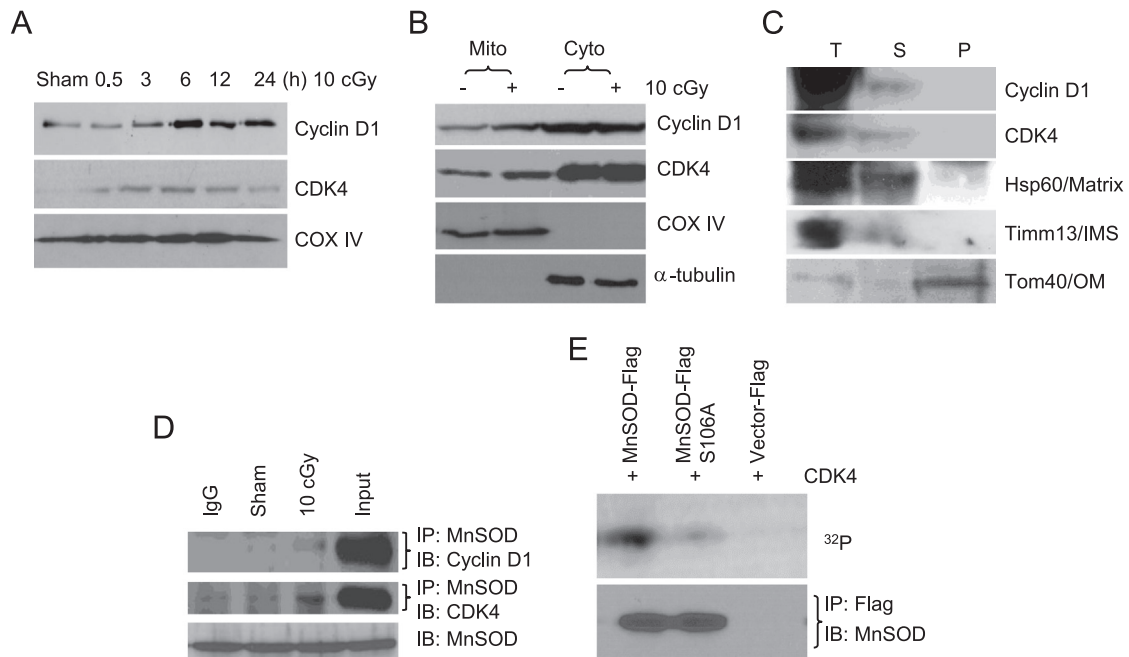 A
Sham 0.5 3 6 12 24 (h) 10 cGy
Cyclin D1
CDK4
COX IV
B
Mito Cyto
- + - + 10 cGy
Cyclin D1
CDK4
COX IV
α-tubulin
C
T S P
Cyclin D1
CDK4
Hsp60/Matrix
Timm13/IMS
Tom40/OM
D
IgG
Sham
10 cGy
Input
IP: MnSOD
IB: Cyclin D1
IP: MnSOD
IB: CDK4
IB: MnSOD
E
+ MnSOD-Flag
MnSOD-Flag
+ S106A
+ Vector-Flag
CDK4
³²P
IP: Flag
IB: MnSOD